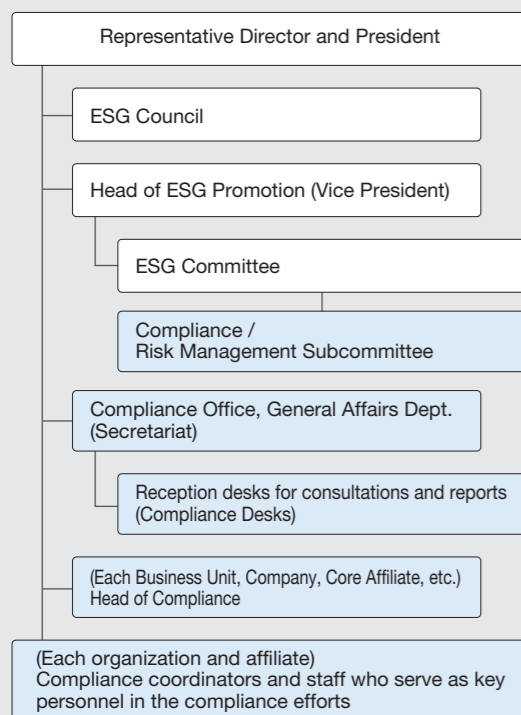 Representative Director and President
ESG Council
Head of ESG Promotion (Vice President)
ESG Committee
Compliance /
Risk Management Subcommittee
Compliance Office, General Affairs Dept.
(Secretariat)
Reception desks for consultations and reports
(Compliance Desks)
(Each Business Unit, Company, Core Affiliate, etc.)
Head of Compliance
(Each organization and affiliate)
Compliance coordinators and staff who serve as key
personnel in the compliance efforts